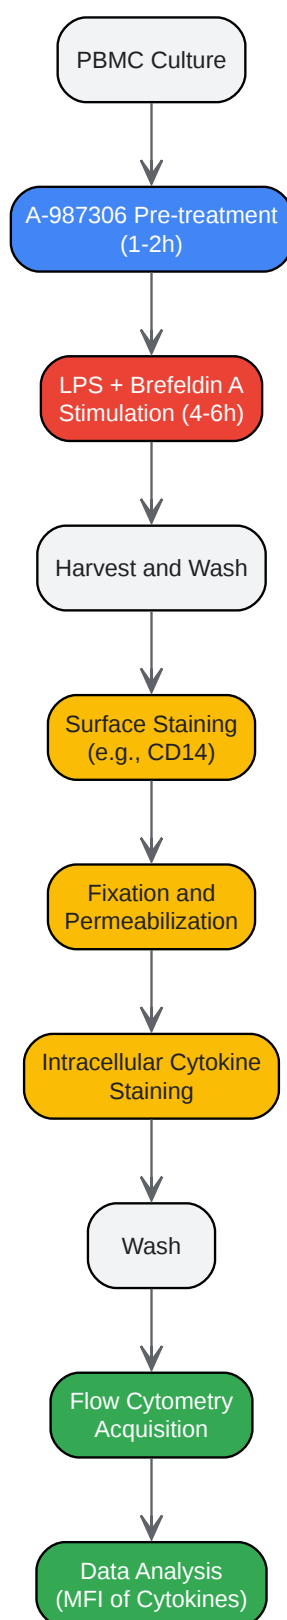 PBMC Culture
A-987306 Pre-treatment
(1-2h)
LPS + Brefeldin A
Stimulation (4-6h)
Harvest and Wash
Surface Staining
(e.g., CD14)
Fixation and
Permeabilization
Intracellular Cytokine
Staining
Wash
Flow Cytometry
Acquisition
Data Analysis
(MFI of Cytokines)